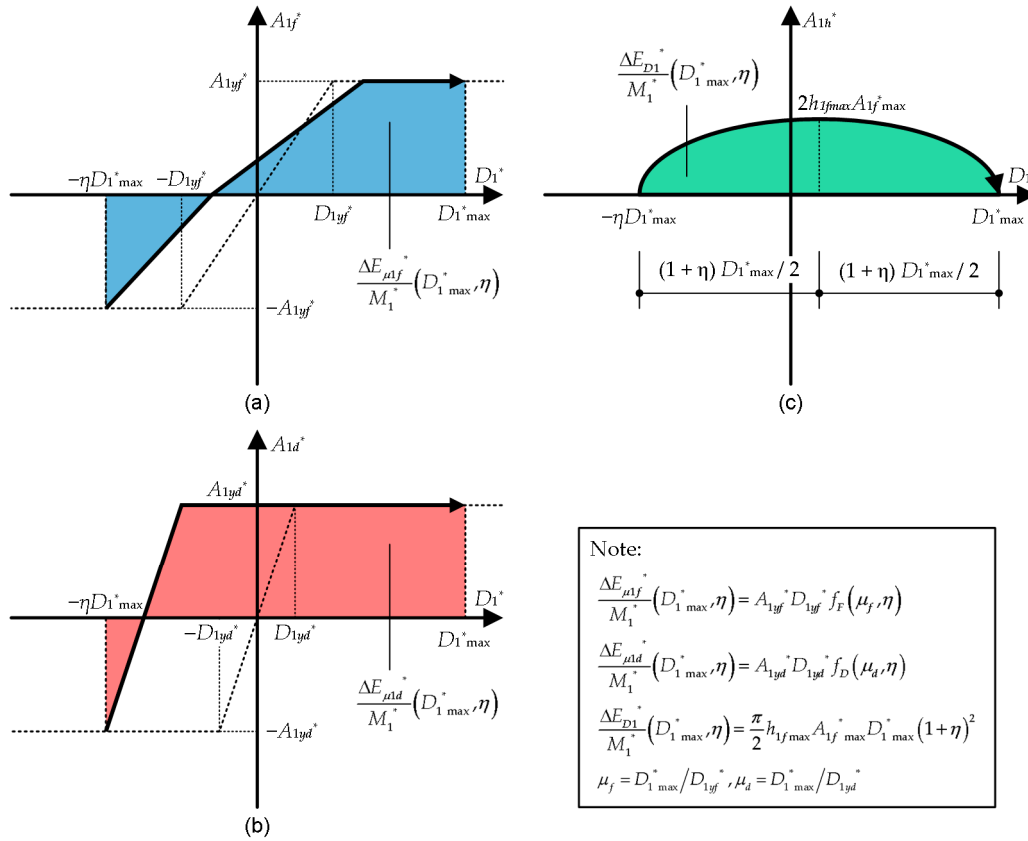 A1f*
A1yf*
−ηD1*max
−D1yf*
D1*
D1yf*
D1*max
ΔEμ1f*/M1* (D1*max, η)
−A1yf*
(a)
A1h*
ΔED1*/M1* (D1*max, η)
2h1fmaxA1f*max
D1
−ηD1*max
D1*max
(1 + η) D1*max/2
(1 + η) D1*max/2
(c)
A1d*
A1yd*
−ηD1*max
D1*
−D1yd*
D1yd*
D1*max
ΔEμ1d*/M1* (D1*max, η)
−A1yd*
(b)
Note:
ΔEμ1f*/M1* (D1*max, η) = A1yf* D1yf* fF(μf, η)
ΔEμ1d*/M1* (D1*max, η) = A1yd* D1yd* fD(μd, η)
ΔED1*/M1* (D1*max, η) = π/2 h1fmax A1f*max D1*max (1+η)²
μf = D1*max/D1yf*, μd = D1*max/D1yd*